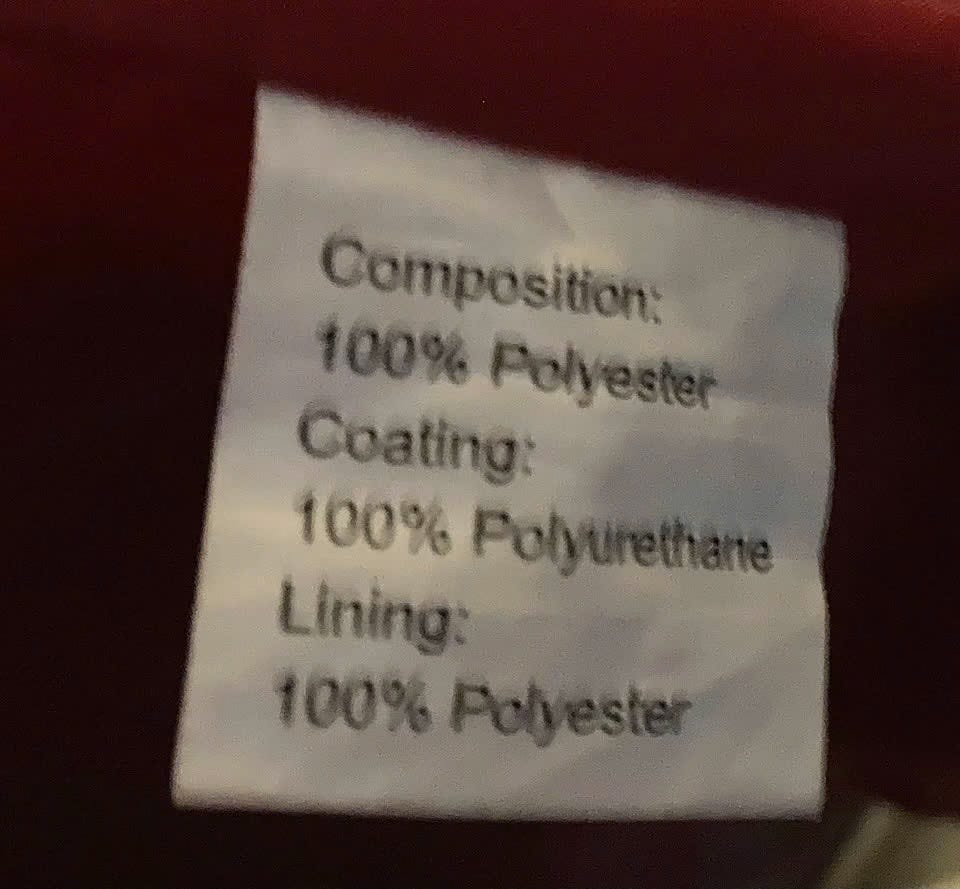 Composition:
100% Polyester
Coating:
100% Polyurethane
Lining:
100% Polyester